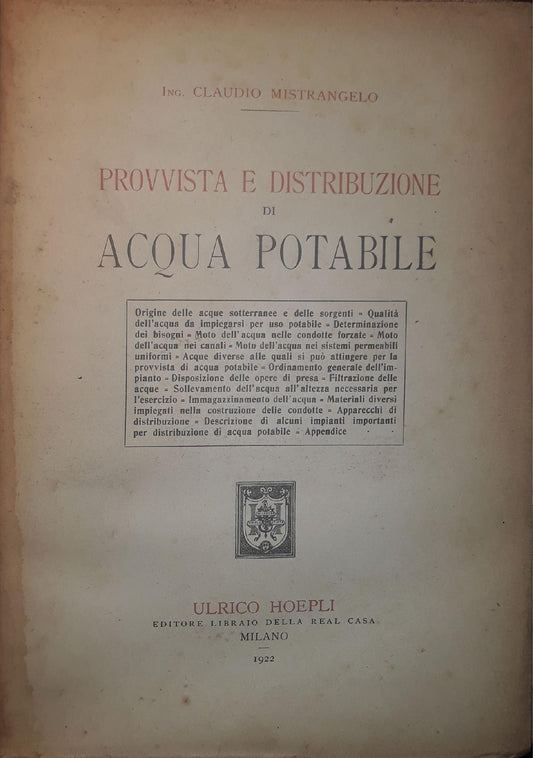 Ing. CLAUDIO MISTRANGELO
PROVVISTA E DISTRIBUZIONE
DI
ACQUA POTABILE
Origine delle acque sotterranee e delle sorgenti - Qualità
dell'acqua da impiegarsi per uso potabile - Determinazione
dei bisogni - Moto dell'acqua nelle condotte forzate - Moto
dell'acqua nei canali - Moto dell'acqua nei sistemi permeabili
uniformi - Acque diverse alle quali si può attingere per la
provvista di acqua potabile - Ordinamento generale dell'im-
pianto - Disposizione delle opere di presa - Filtrazione delle
acque - Sollevamento dell'acqua all'altezza necessaria per
l'esercizio - Immagazzinamento dell'acqua - Materiali diversi
impiegati nella costruzione delle condotte - Apparecchi di
distribuzione - Descrizione di alcuni impianti importanti
per distribuzione di acqua potabile - Appendice
ULRICO HOEPLI
EDITORE LIBRAIO DELLA REAL CASA
MILANO
1922